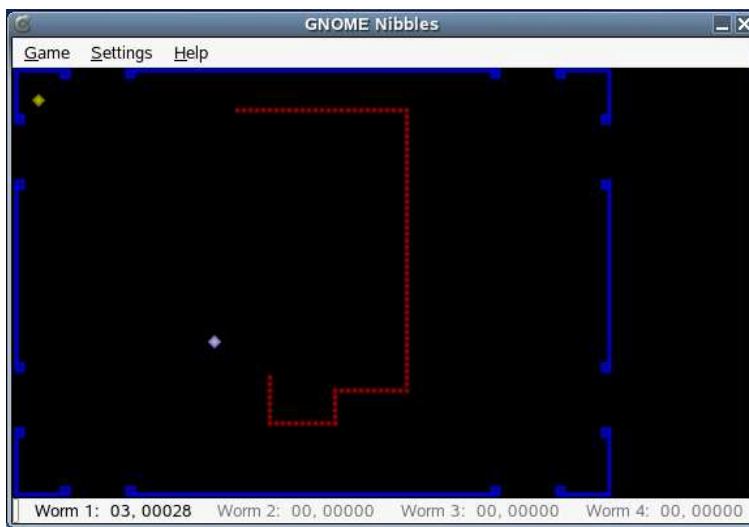 GNOME Nibbles
Game Settings Help
Worm 1: 03, 00028 Worm 2: 00, 00000 Worm 3: 00, 00000 Worm 4: 00, 00000